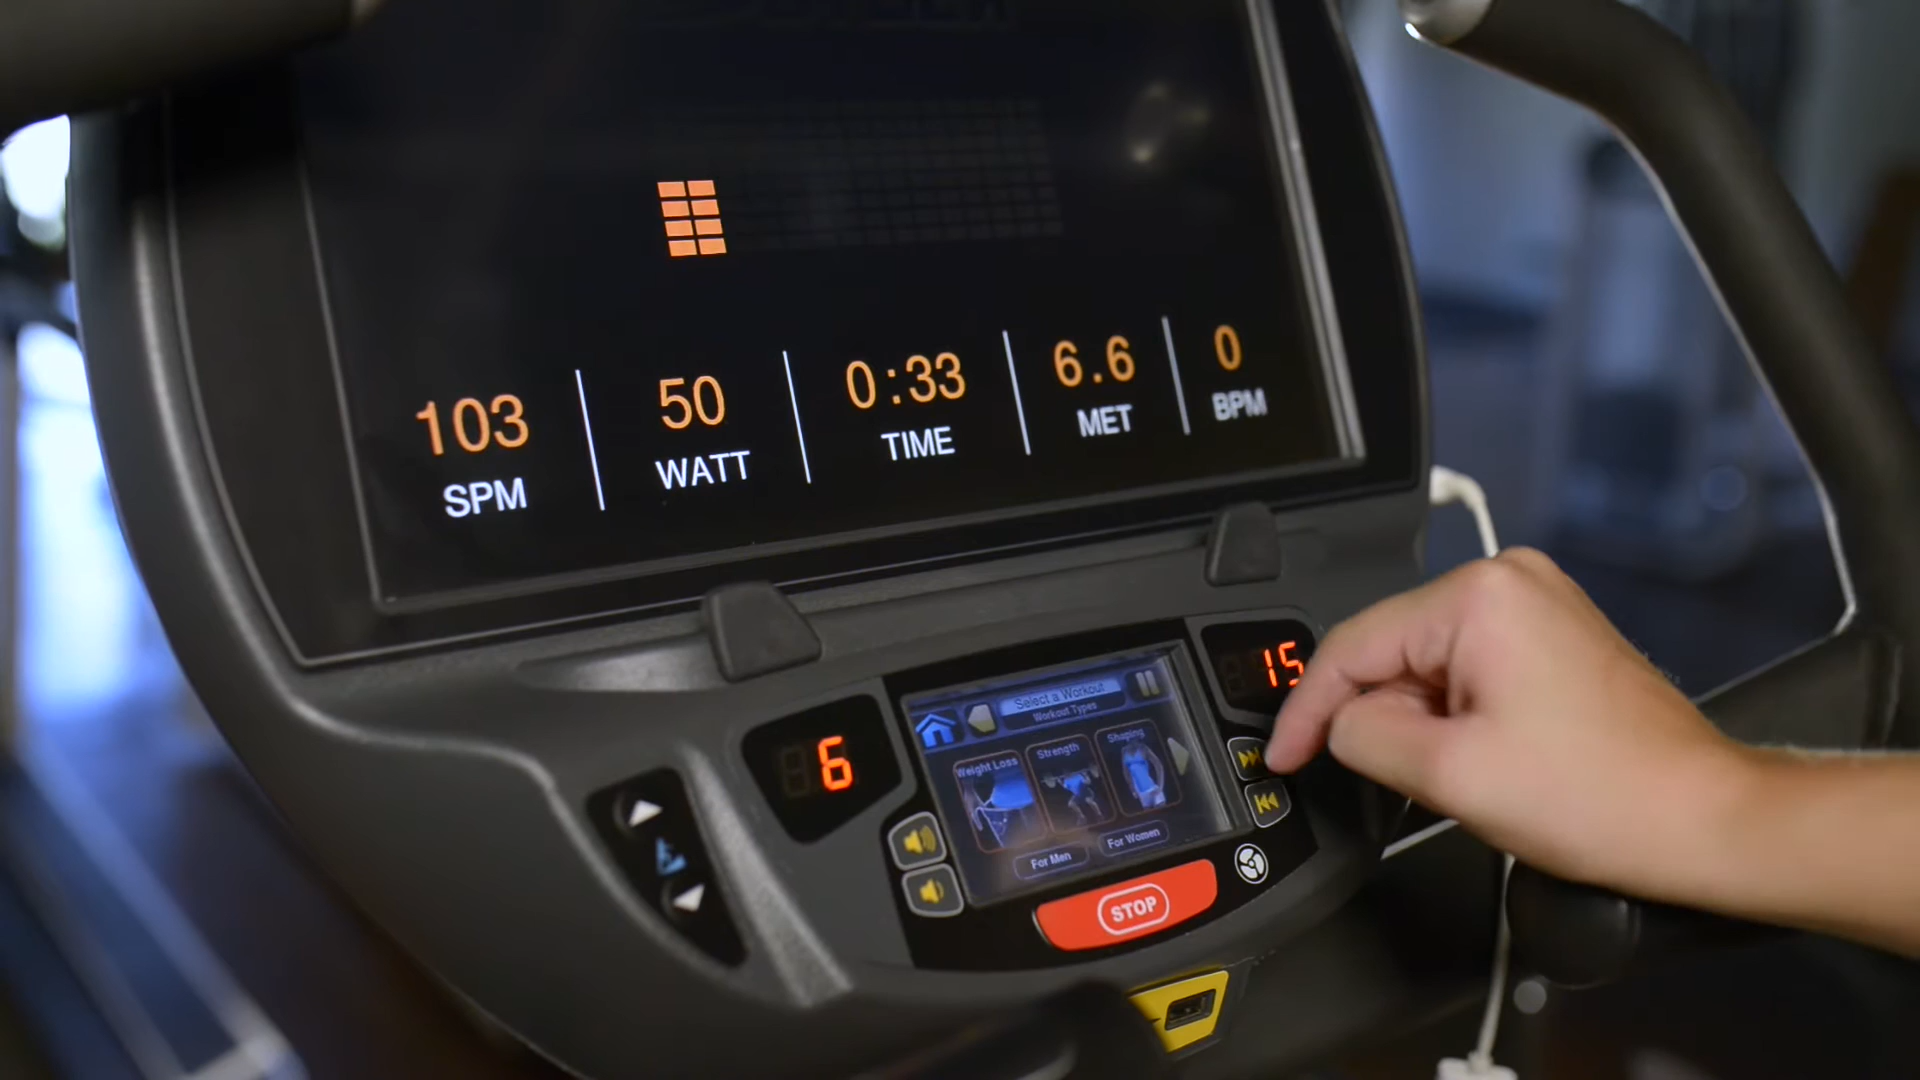 103 50 0:33 6.6 0
SPM WATT TIME MET BPM
6
15
Select a Workout
Workout Types
Weight Loss Strength Shaping
For Men For Women
STOP